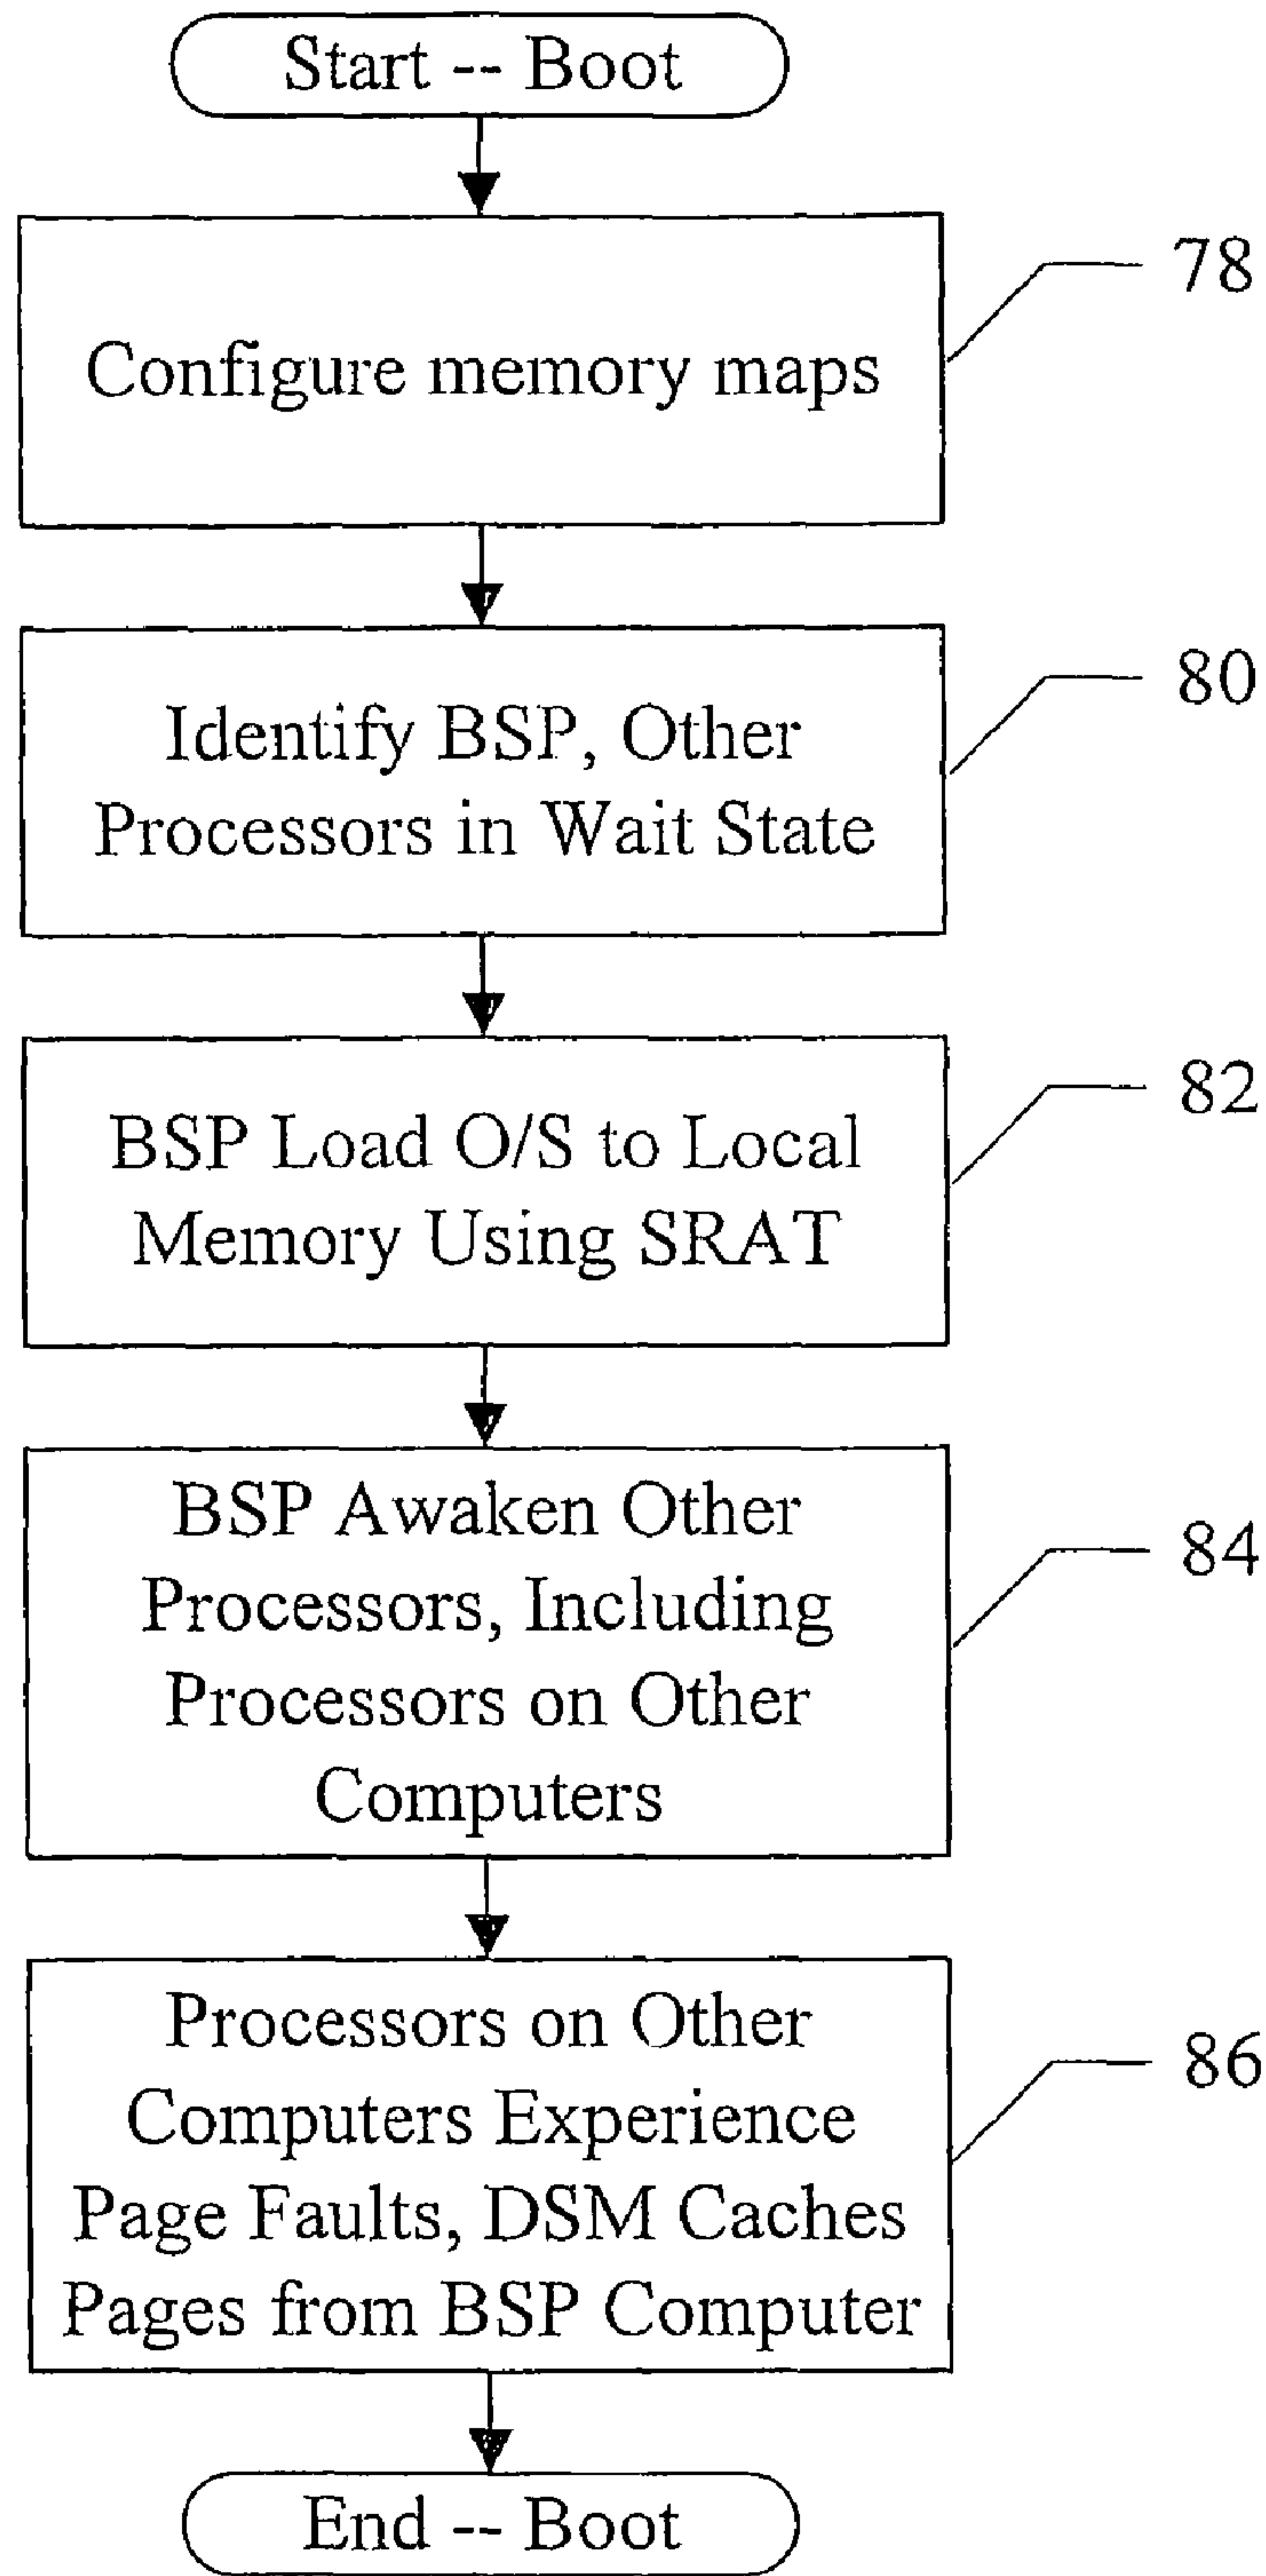 Start -- Boot
Configure memory maps
78
Identify BSP, Other
Processors in Wait State
80
BSP Load O/S to Local
Memory Using SRAT
82
BSP Awaken Other
Processors, Including
Processors on Other
Computers
84
Processors on Other
Computers Experience
Page Faults, DSM Caches
Pages from BSP Computer
86
End -- Boot